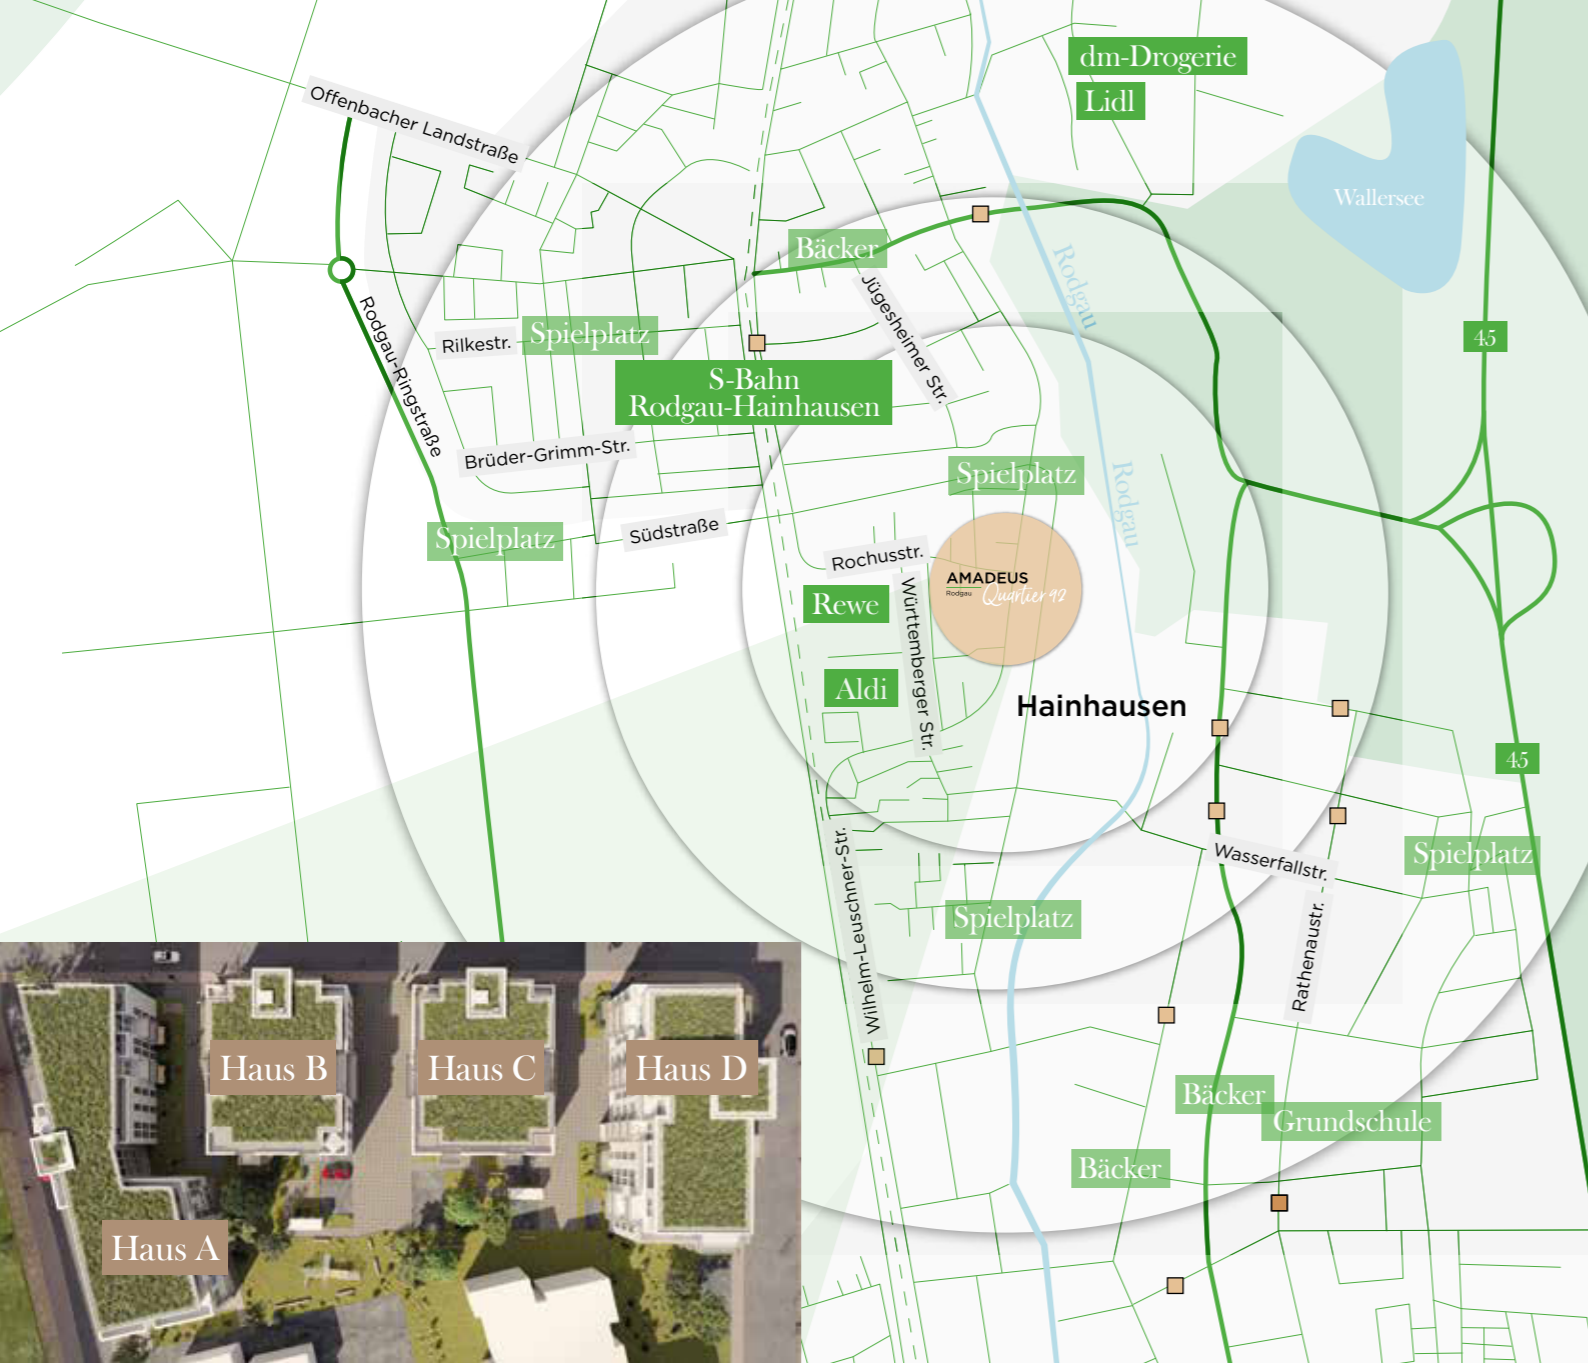 dm-Drogerie
Lidl
Offenbacher Landstraße
Wallersee
Bäcker
Rodgau
Jügesheimer Str.
Rodgau-Ringstraße
Rilkestr.
Spielplatz
45
S-Bahn
Rodgau-Hainhausen
Brüder-Grimm-Str.
Spielplatz
Rodgau
Südstraße
Spielplatz
Rochusstr.
AMADEUS
Rodgau
Quartier 92
Rewe
Württemberger Str.
Aldi
Hainhausen
45
Wasserfallstr.
Spielplatz
Wilhelm-Leuschner-Str.
Spielplatz
Rathenaustr.
Bäcker
Grundschule
Bäcker
Haus B
Haus C
Haus D
Haus A